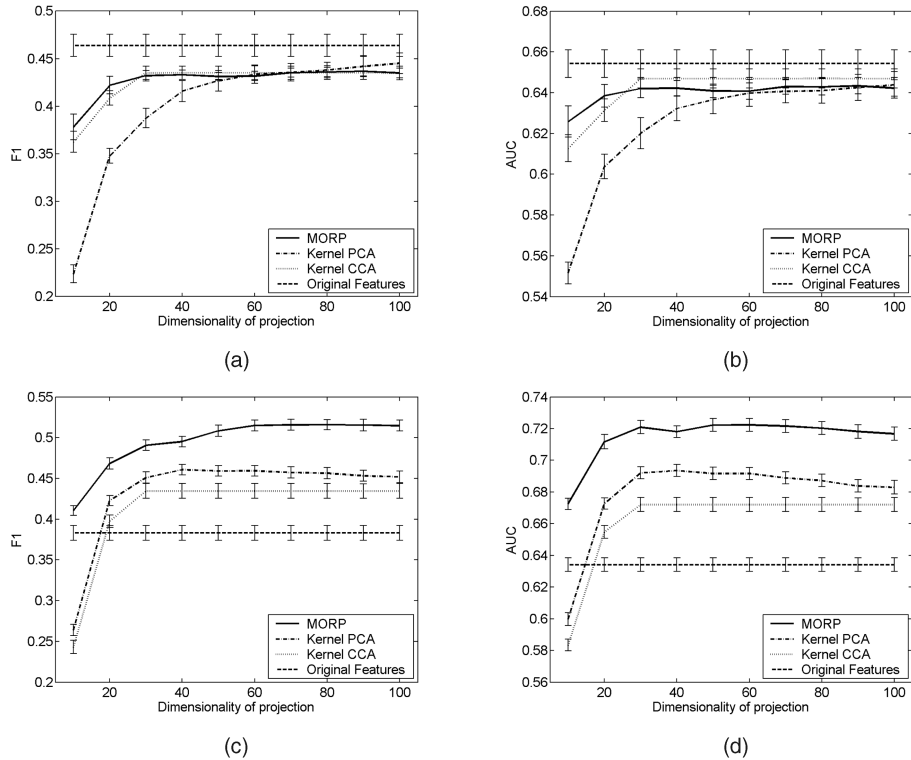 0.5
0.45
0.4
0.35
0.3
0.25
0.2
F1
20 40 60 80 100
Dimensionality of projection
MORP
Kernel PCA
Kernel CCA
Original Features
(a)
0.68
0.66
0.64
0.62
0.6
0.58
0.56
0.54
AUC
20 40 60 80 100
Dimensionality of projection
MORP
Kernel PCA
Kernel CCA
Original Features
(b)
0.55
0.5
0.45
0.4
0.35
0.3
0.25
0.2
F1
20 40 60 80 100
Dimensionality of projection
MORP
Kernel PCA
Kernel CCA
Original Features
(c)
0.74
0.72
0.7
0.68
0.66
0.64
0.62
0.6
0.58
0.56
AUC
20 40 60 80 100
Dimensionality of projection
MORP
Kernel PCA
Kernel CCA
Original Features
(d)